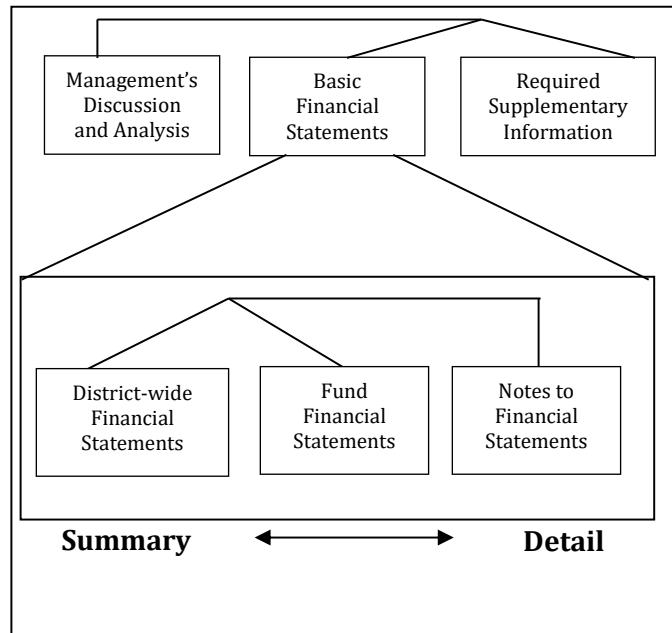 Management’s
Discussion
and Analysis
Basic
Financial
Statements
Required
Supplementary
Information
District-wide
Financial
Statements
Fund
Financial
Statements
Notes to
Financial
Statements
Summary
Detail